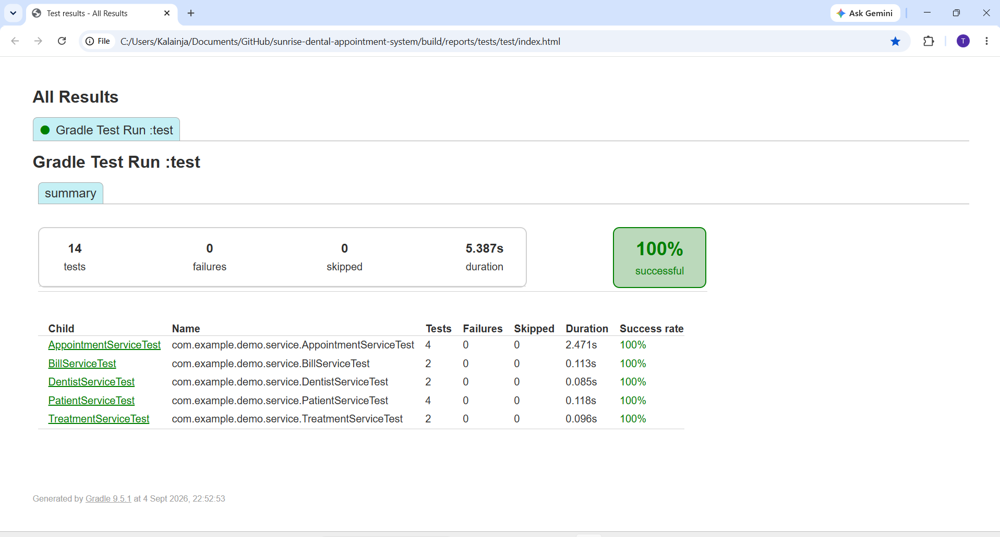 Test results - All Results
Ask Gemini
File
C:/Users/Kalainja/Documents/GitHub/sunrise-dental-appointment-system/build/reports/tests/test/index.html
T
All Results
Gradle Test Run :test
Gradle Test Run :test
summary
14 0 0 5.387s 100%
tests failures skipped duration successful
Child Name Tests Failures Skipped Duration Success rate
AppointmentServiceTest com.example.demo.service.AppointmentServiceTest 4 0 0 2.471s 100%
BillServiceTest com.example.demo.service.BillServiceTest 2 0 0 0.113s 100%
DentistServiceTest com.example.demo.service.DentistServiceTest 2 0 0 0.085s 100%
PatientServiceTest com.example.demo.service.PatientServiceTest 4 0 0 0.118s 100%
TreatmentServiceTest com.example.demo.service.TreatmentServiceTest 2 0 0 0.096s 100%
Generated by Gradle 9.5.1 at 4 Sept 2026, 22:52:53